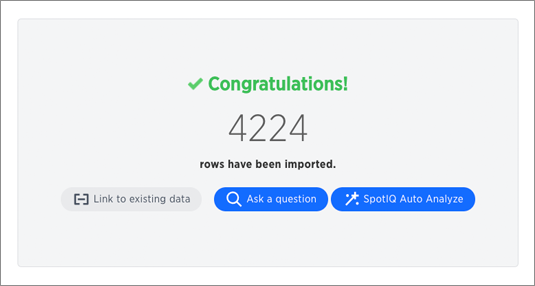 Congratulations!
4224
rows have been imported.
Link to existing data Ask a question SpotIQ Auto Analyze